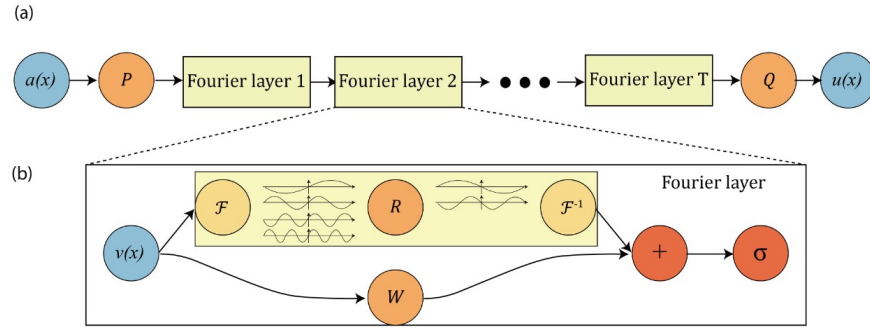 (a)
a(x) P Fourier layer 1 Fourier layer 2 Fourier layer T Q u(x)
(b)
Fourier layer
ℱ R ℱ⁻¹
v(x) + σ
W